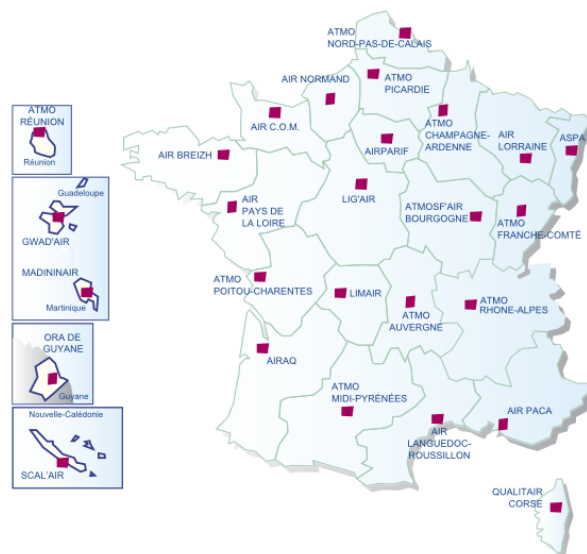 ATMO
NORD-PAS-DE-CALAIS
AIR NORMAND
ATMO
PICARDIE
AIR C.O.M.
ATMO
CHAMPAGNE-
ARDENNE
AIR
LORRAINE
ASPA
AIRPARIF
AIR BREIZH
AIR
PAYS DE
LA LOIRE
LIG'AIR
ATMOSF'AIR
BOURGOGNE
ATMO
FRANCHE-COMTÉ
ATMO
POITOU-CHARENTES
LIMAIR
ATMO
AUVERGNE
ATMO
RHONE-ALPES
AIRAQ
ATMO
MIDI-PYRÉNÉES
AIR
LANGUEDOC-
ROUSSILLON
AIR PACA
QUALITAIR
CORSE
ATMO
RÉUNION
Réunion
Guadeloupe
GWAD'AIR
MADININAIR
Martinique
ORA DE
GUYANE
Guyane
Nouvelle-Calédonie
SCAL'AIR